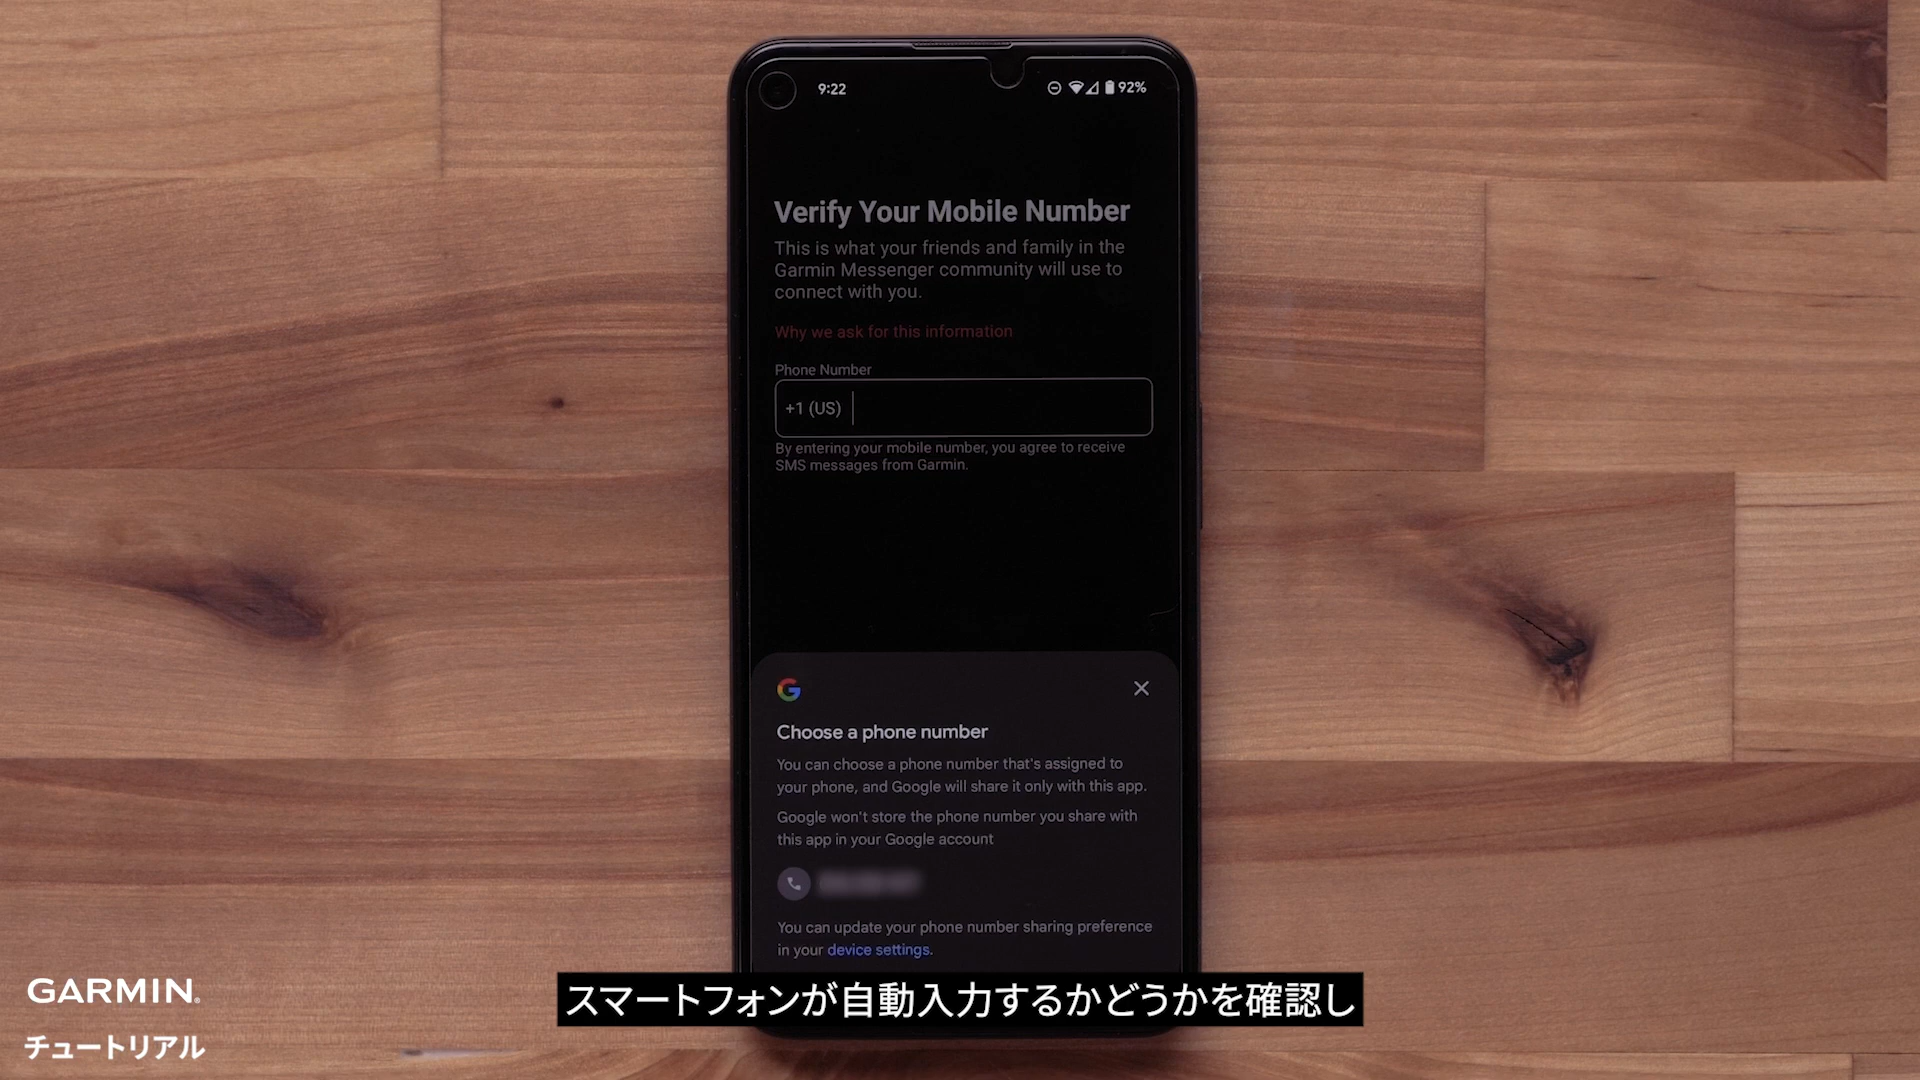 9:22
92%
Verify Your Mobile Number
This is what your friends and family in the
Garmin Messenger community will use to
connect with you.
Why we ask for this information
Phone Number
+1 (US)
By entering your mobile number, you agree to receive
SMS messages from Garmin.
Choose a phone number
You can choose a phone number that's assigned to
your phone, and Google will share it only with this app.
Google won't store the phone number you share with
this app in your Google account
You can update your phone number sharing preference
in your device settings.
スマートフォンが自動入力するかどうかを確認し
GARMIN®
チュートリアル